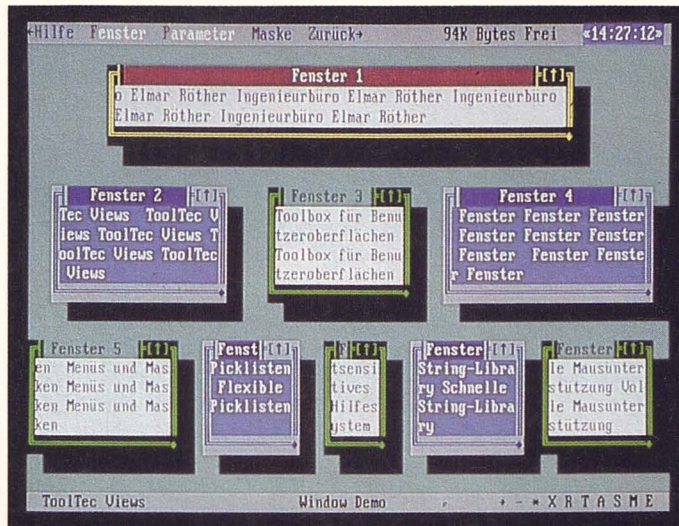 ←Hilfe Fenster Parameter Maske Zurück→ 94K Bytes Frei «14:27:12»
Fenster 1 [↑]
o Elmar Röther Ingenieurbüro Elmar Röther Ingenieurbüro
Elmar Röther Ingenieurbüro Elmar Röther
Fenster 2 [↑]
Tec Views ToolTec V
iews ToolTec Views T
oolTec Views ToolTec
Views
Fenster 3 [↑]
Toolbox für Benu
tzeroberflächen
Toolbox für Benu
tzeroberflächen
Fenster 4 [↑]
Fenster Fenster Fenster
Fenster Fenster Fenster
Fenster Fenster Fenste
r Fenster
Fenster 5 [↑]
en Menüs und Mas
ken Menüs und Mas
ken Menüs und Mas
ken
Fenst [↑]
Picklisten
Flexible
Picklisten
F [↑]
tsensi
tives
Hilfes
ystem
Fenster [↑]
String-Libra
ry Schnelle
String-Libra
ry
Fenster [↑]
le Mausunter
stützung Vol
le Mausunter
stützung
ToolTec Views Window Demo + - * X R T A S M E